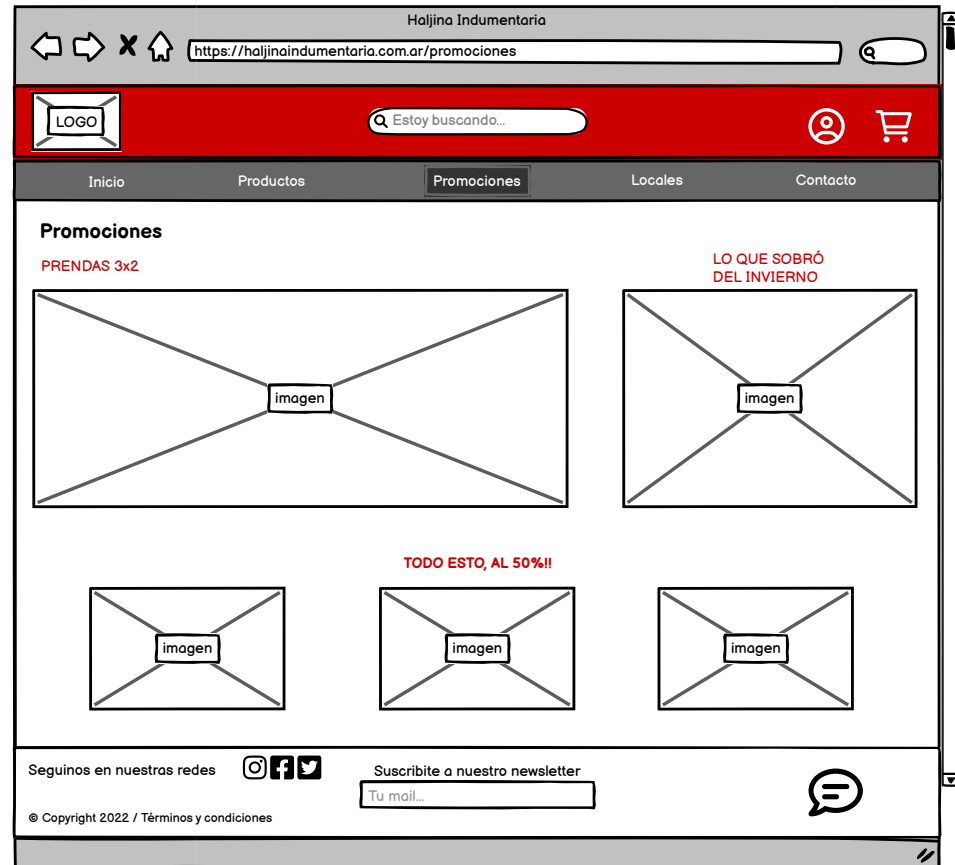 Haljina Indumentaria
https://haljinaindumentaria.com.ar/promociones
LOGO
Estoy buscando...
Inicio
Productos
Promociones
Locales
Contacto
Promociones
PRENDAS 3x2
LO QUE SOBRÓ
DEL INVIERNO
imagen
imagen
TODO ESTO, AL 50%!!
imagen
imagen
imagen
Seguinos en nuestras redes
Suscribite a nuestro newsletter
Tu mail...
© Copyright 2022 / Términos y condiciones